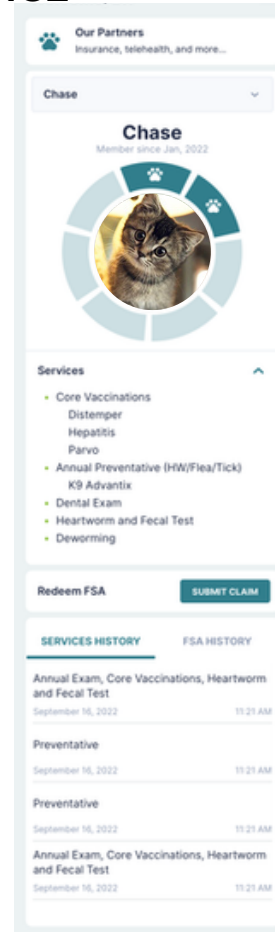 Our Partners
Insurance, telehealth, and more...
Chase
Chase
Member since Jan, 2022
Services
Core Vaccinations
Distemper
Hepatitis
Parvo
Annual Preventative (HW/Flea/Tick)
K9 Advantix
Dental Exam
Heartworm and Fecal Test
Deworming
Redeem FSA
SUBMIT CLAIM
SERVICES HISTORY FSA HISTORY
Annual Exam, Core Vaccinations, Heartworm
and Fecal Test
September 16, 2022 11:21 AM
Preventative
September 16, 2022 11:21 AM
Preventative
September 16, 2022 11:21 AM
Annual Exam, Core Vaccinations, Heartworm
and Fecal Test
September 16, 2022 11:21 AM